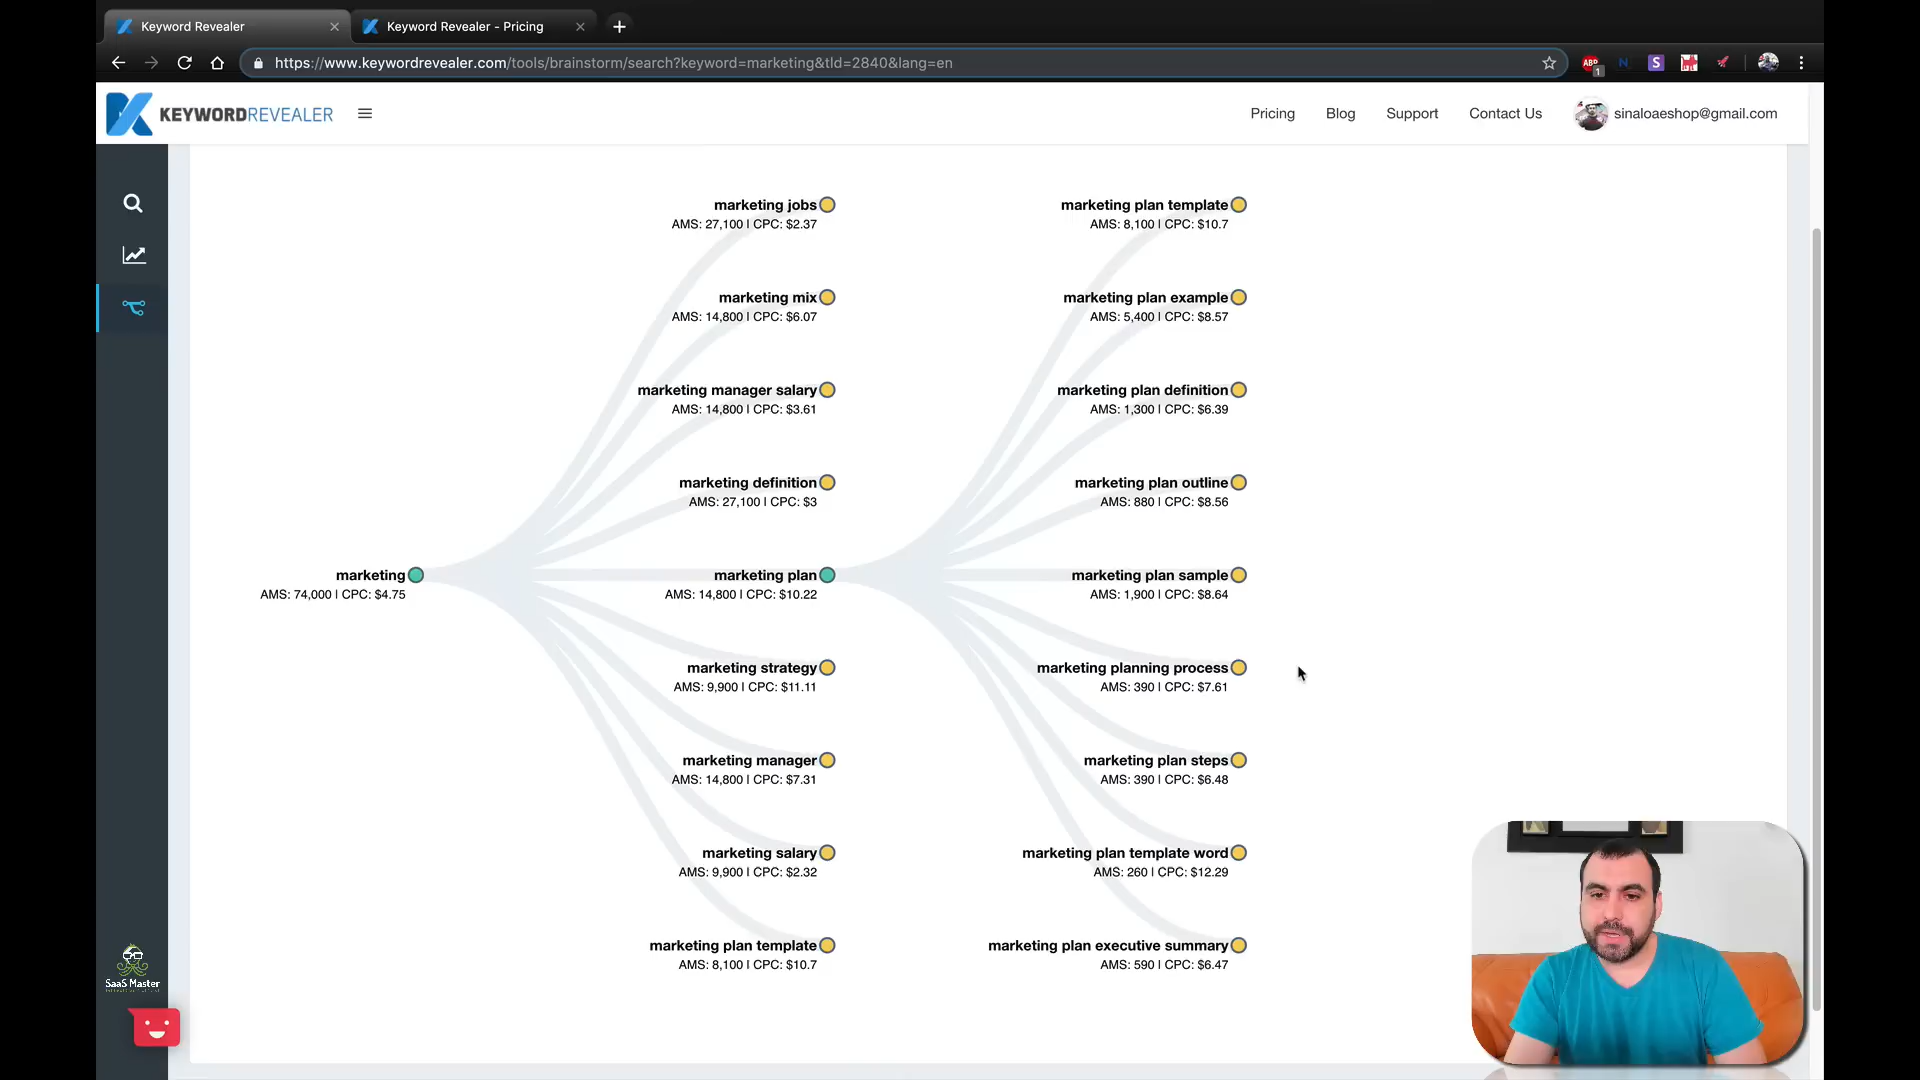 Keyword Revealer
Keyword Revealer - Pricing
https://www.keywordrevealer.com/tools/brainstorm/search?keyword=marketing&tld=2840&lang=en
ABP
1
N
S
KEYWORDREVEALER
Pricing
Blog
Support
Contact Us
sinaloaeshop@gmail.com
marketing jobs
AMS: 27,100 | CPC: $2.37
marketing mix
AMS: 14,800 | CPC: $6.07
marketing manager salary
AMS: 14,800 | CPC: $3.61
marketing definition
AMS: 27,100 | CPC: $3
marketing
AMS: 74,000 | CPC: $4.75
marketing plan
AMS: 14,800 | CPC: $10.22
marketing strategy
AMS: 9,900 | CPC: $11.11
marketing manager
AMS: 14,800 | CPC: $7.31
marketing salary
AMS: 9,900 | CPC: $2.32
marketing plan template
AMS: 8,100 | CPC: $10.7
marketing plan template
AMS: 8,100 | CPC: $10.7
marketing plan example
AMS: 5,400 | CPC: $8.57
marketing plan definition
AMS: 1,300 | CPC: $6.39
marketing plan outline
AMS: 880 | CPC: $8.56
marketing plan sample
AMS: 1,900 | CPC: $8.64
marketing planning process
AMS: 390 | CPC: $7.61
marketing plan steps
AMS: 390 | CPC: $6.48
marketing plan template word
AMS: 260 | CPC: $12.29
marketing plan executive summary
AMS: 590 | CPC: $6.47
SaaS Master